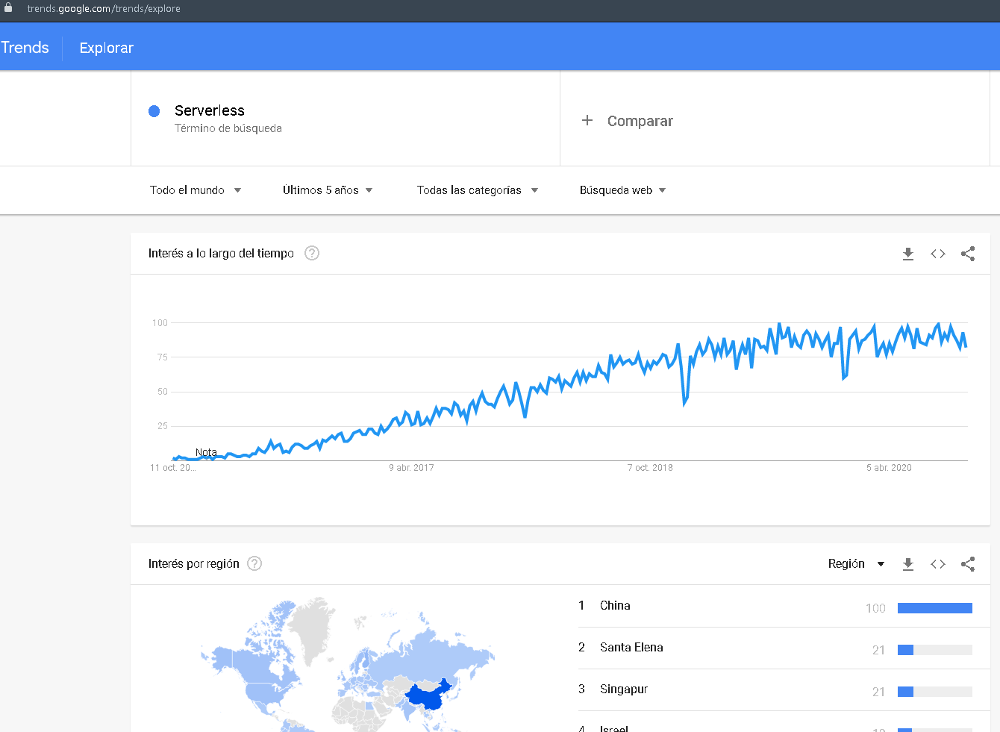 trends.google.com/trends/explore
Trends Explorar
Serverless
Término de búsqueda
+ Comparar
Todo el mundo
Últimos 5 años
Todas las categorías
Búsqueda web
Interés a lo largo del tiempo ?
100
75
50
25
Nota
11 oct. 20...
9 abr. 2017
7 oct. 2018
5 abr. 2020
Interés por región ?
Región
1 China 100
2 Santa Elena 21
3 Singapur 21
4 Israel